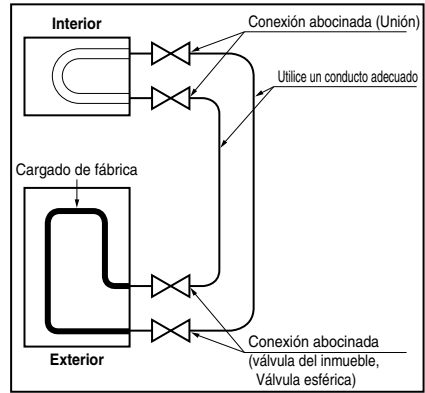 Interior
Conexión abocinada (Unión)
Utilice un conducto adecuado
Cargado de fábrica
Exterior
Conexión abocinada
(válvula del inmueble,
Válvula esférica)